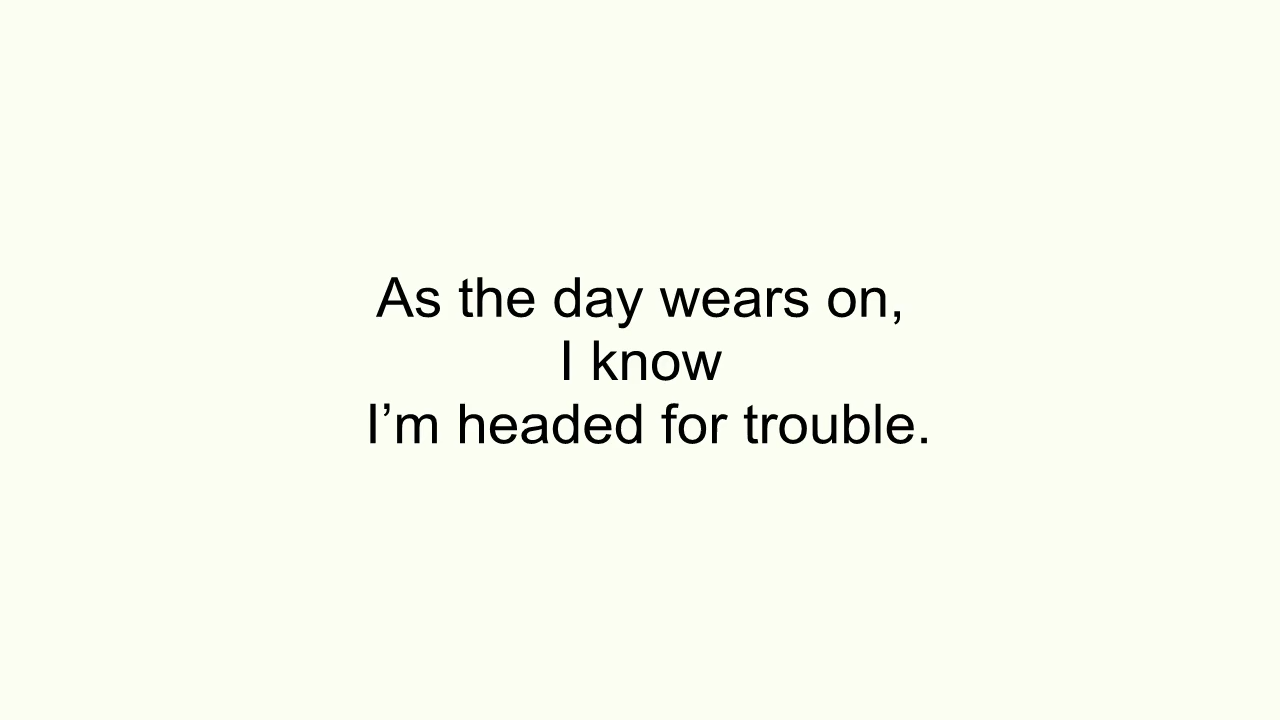 As the day wears on,
I know
I’m headed for trouble.